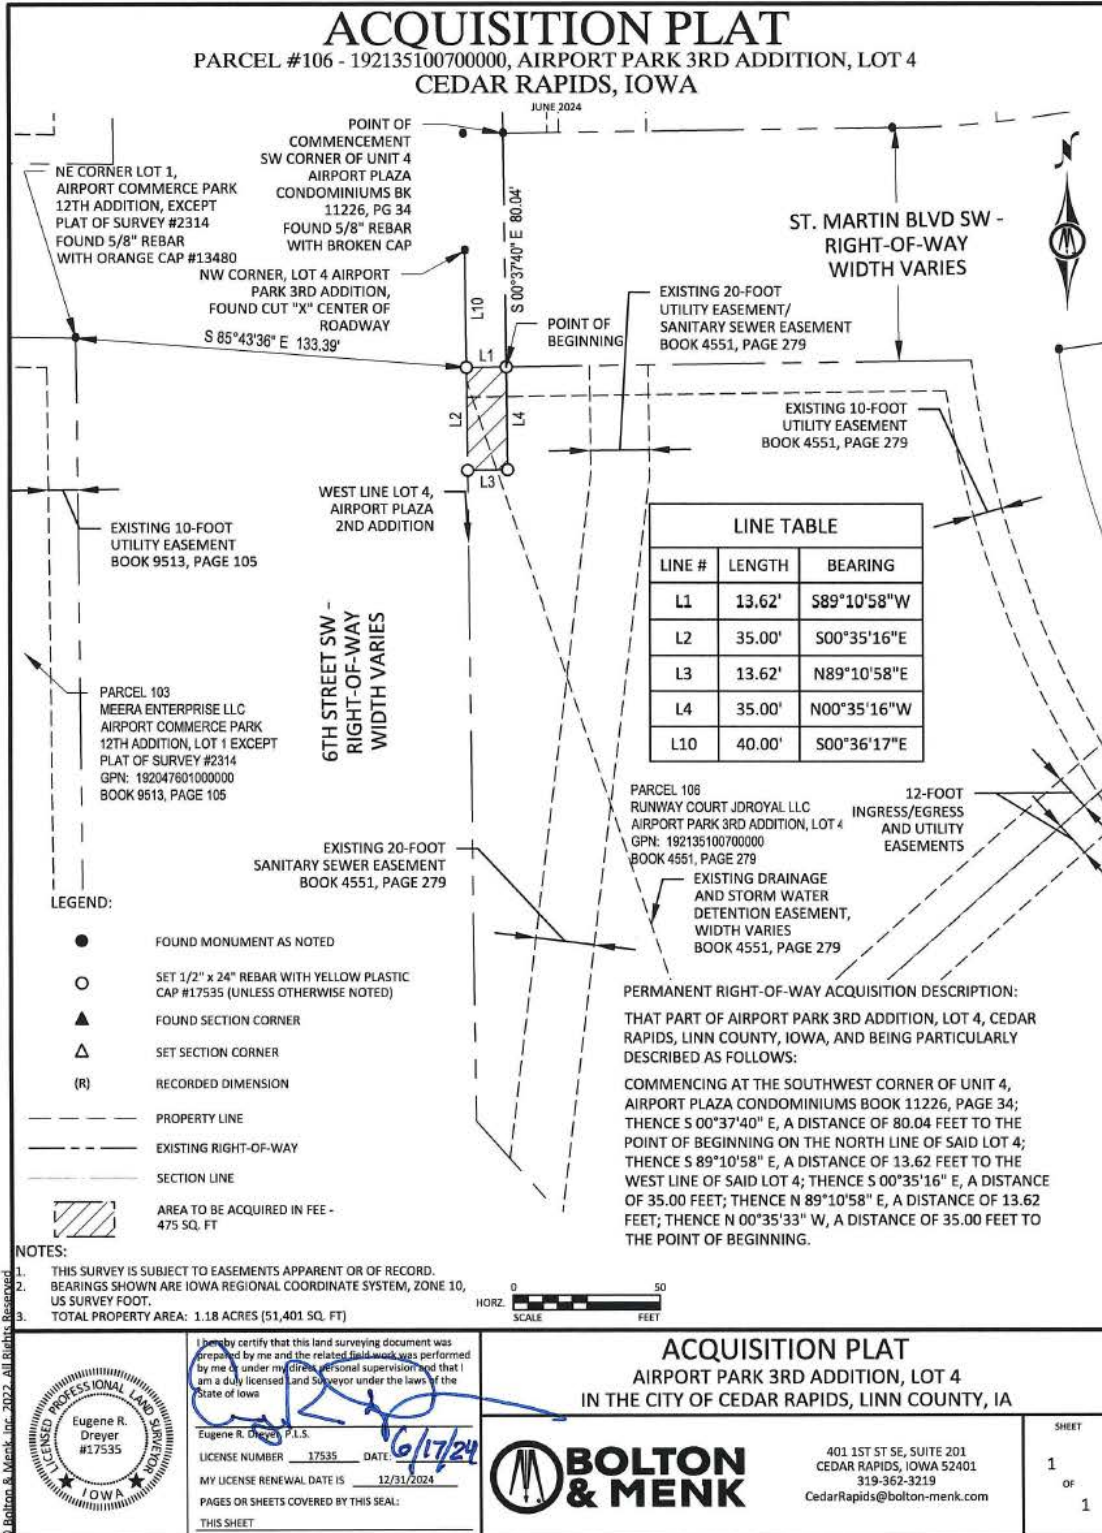 ACQUISITION PLAT
PARCEL #106 - 192135100700000, AIRPORT PARK 3RD ADDITION, LOT 4
CEDAR RAPIDS, IOWA
JUNE 2024
POINT OF
COMMENCEMENT
SW CORNER OF UNIT 4
AIRPORT PLAZA
CONDOMINIUMS BK
11226, PG 34
FOUND 5/8" REBAR
WITH BROKEN CAP
NE CORNER LOT 1,
AIRPORT COMMERCE PARK
12TH ADDITION, EXCEPT
PLAT OF SURVEY #2314
FOUND 5/8" REBAR
WITH ORANGE CAP #13480
NW CORNER, LOT 4 AIRPORT
PARK 3RD ADDITION,
FOUND CUT "X" CENTER OF
ROADWAY
S 00°37'40" E 80.04'
N
ST. MARTIN BLVD SW -
RIGHT-OF-WAY
WIDTH VARIES
L10
S 85°43'36" E 133.39'
POINT OF
BEGINNING
EXISTING 20-FOOT
UTILITY EASEMENT/
SANITARY SEWER EASEMENT
BOOK 4551, PAGE 279
L1
L2
L4
L3
EXISTING 10-FOOT
UTILITY EASEMENT
BOOK 4551, PAGE 279
WEST LINE LOT 4,
AIRPORT PLAZA
2ND ADDITION
EXISTING 10-FOOT
UTILITY EASEMENT
BOOK 9513, PAGE 105
LINE TABLE
LINE # LENGTH BEARING
L1 13.62' S89°10'58"W
L2 35.00' S00°35'16"E
L3 13.62' N89°10'58"E
L4 35.00' N00°35'16"W
L10 40.00' S00°36'17"E
6TH STREET SW -
RIGHT-OF-WAY
WIDTH VARIES
PARCEL 103
MEERA ENTERPRISE LLC
AIRPORT COMMERCE PARK
12TH ADDITION, LOT 1 EXCEPT
PLAT OF SURVEY #2314
GPN: 192047601000000
BOOK 9513, PAGE 105
PARCEL 106
RUNWAY COURT JDROYAL LLC
AIRPORT PARK 3RD ADDITION, LOT 4
GPN: 192135100700000
BOOK 4551, PAGE 279
12-FOOT
INGRESS/EGRESS
AND UTILITY
EASEMENTS
EXISTING 20-FOOT
SANITARY SEWER EASEMENT
BOOK 4551, PAGE 279
EXISTING DRAINAGE
AND STORM WATER
DETENTION EASEMENT,
WIDTH VARIES
BOOK 4551, PAGE 279
LEGEND:
FOUND MONUMENT AS NOTED
SET 1/2" x 24" REBAR WITH YELLOW PLASTIC
CAP #17535 (UNLESS OTHERWISE NOTED)
FOUND SECTION CORNER
SET SECTION CORNER
(R) RECORDED DIMENSION
PROPERTY LINE
EXISTING RIGHT-OF-WAY
SECTION LINE
AREA TO BE ACQUIRED IN FEE -
475 SQ. FT
PERMANENT RIGHT-OF-WAY ACQUISITION DESCRIPTION:
THAT PART OF AIRPORT PARK 3RD ADDITION, LOT 4, CEDAR
RAPIDS, LINN COUNTY, IOWA, AND BEING PARTICULARLY
DESCRIBED AS FOLLOWS:
COMMENCING AT THE SOUTHWEST CORNER OF UNIT 4,
AIRPORT PLAZA CONDOMINIUMS BOOK 11226, PAGE 34;
THENCE S 00°37'40" E, A DISTANCE OF 80.04 FEET TO THE
POINT OF BEGINNING ON THE NORTH LINE OF SAID LOT 4;
THENCE S 89°10'58" E, A DISTANCE OF 13.62 FEET TO THE
WEST LINE OF SAID LOT 4; THENCE S 00°35'16" E, A DISTANCE
OF 35.00 FEET; THENCE N 89°10'58" E, A DISTANCE OF 13.62
FEET; THENCE N 00°35'33" W, A DISTANCE OF 35.00 FEET TO
THE POINT OF BEGINNING.
NOTES:
1. THIS SURVEY IS SUBJECT TO EASEMENTS APPARENT OR OF RECORD.
2. BEARINGS SHOWN ARE IOWA REGIONAL COORDINATE SYSTEM, ZONE 10,
US SURVEY FOOT.
3. TOTAL PROPERTY AREA: 1.18 ACRES (51,401 SQ. FT)
HORZ. 0 50
SCALE FEET
© Bolton & Menk, Inc. 2022, All Rights Reserved
LICENSED PROFESSIONAL LAND SURVEYOR
Eugene R.
Dreyer
#17535
IOWA
I hereby certify that this land surveying document was
prepared by me and the related field work was performed
by me or under my direct personal supervision and that I
am a duly licensed Land Surveyor under the laws of the
State of Iowa
Eugene R. Dreyer, P.L.S.
LICENSE NUMBER 17535 DATE: 6/17/24
MY LICENSE RENEWAL DATE IS 12/31/2024
PAGES OR SHEETS COVERED BY THIS SEAL:
THIS SHEET
ACQUISITION PLAT
AIRPORT PARK 3RD ADDITION, LOT 4
IN THE CITY OF CEDAR RAPIDS, LINN COUNTY, IA
BOLTON
& MENK
401 1ST ST SE, SUITE 201
CEDAR RAPIDS, IOWA 52401
319-362-3219
CedarRapids@bolton-menk.com
SHEET
1
OF
1